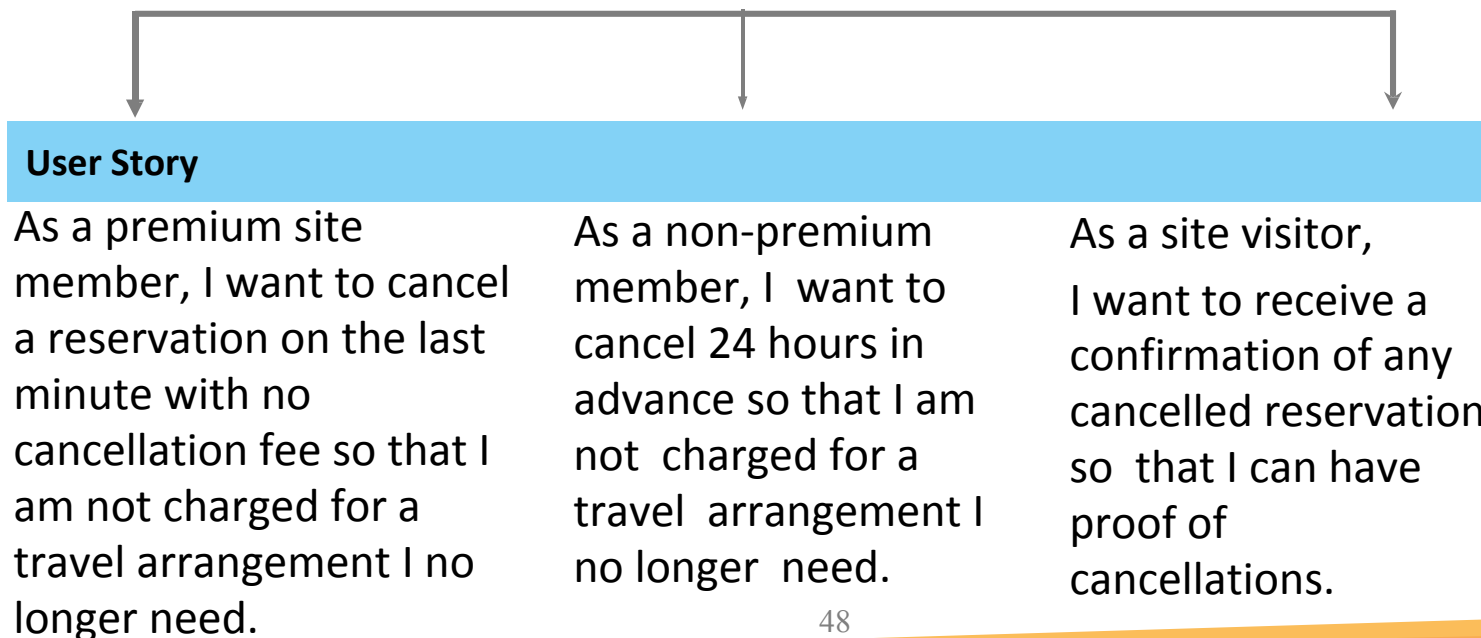 User Story
As a premium site
member, I want to cancel
a reservation on the last
minute with no
cancellation fee so that I
am not charged for a
travel arrangement I no
longer need.
As a non-premium
member, I want to
cancel 24 hours in
advance so that I am
not charged for a
travel arrangement I
no longer need.
As a site visitor,
I want to receive a
confirmation of any
cancelled reservation
so that I can have
proof of
cancellations.
48